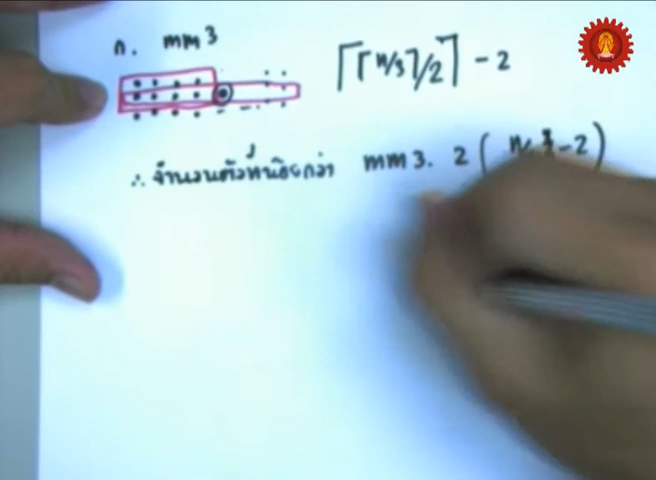 ก. mm3
⌈⌈n/3⌉/2⌉ - 2
∴ จำนวนตัวที่น้อยกว่า mm3. 2 (
-2)